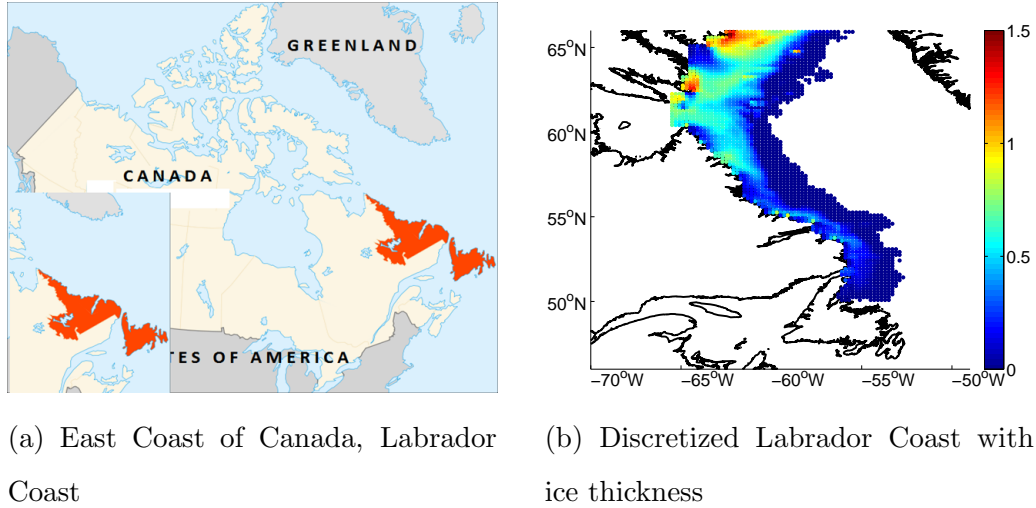 GREENLAND
CANADA
TES OF AMERICA
65°N
60°N
55°N
50°N
−70°W −65°W −60°W −55°W −50°W
1.5
1
0.5
0
(a) East Coast of Canada, Labrador
Coast
(b) Discretized Labrador Coast with
ice thickness